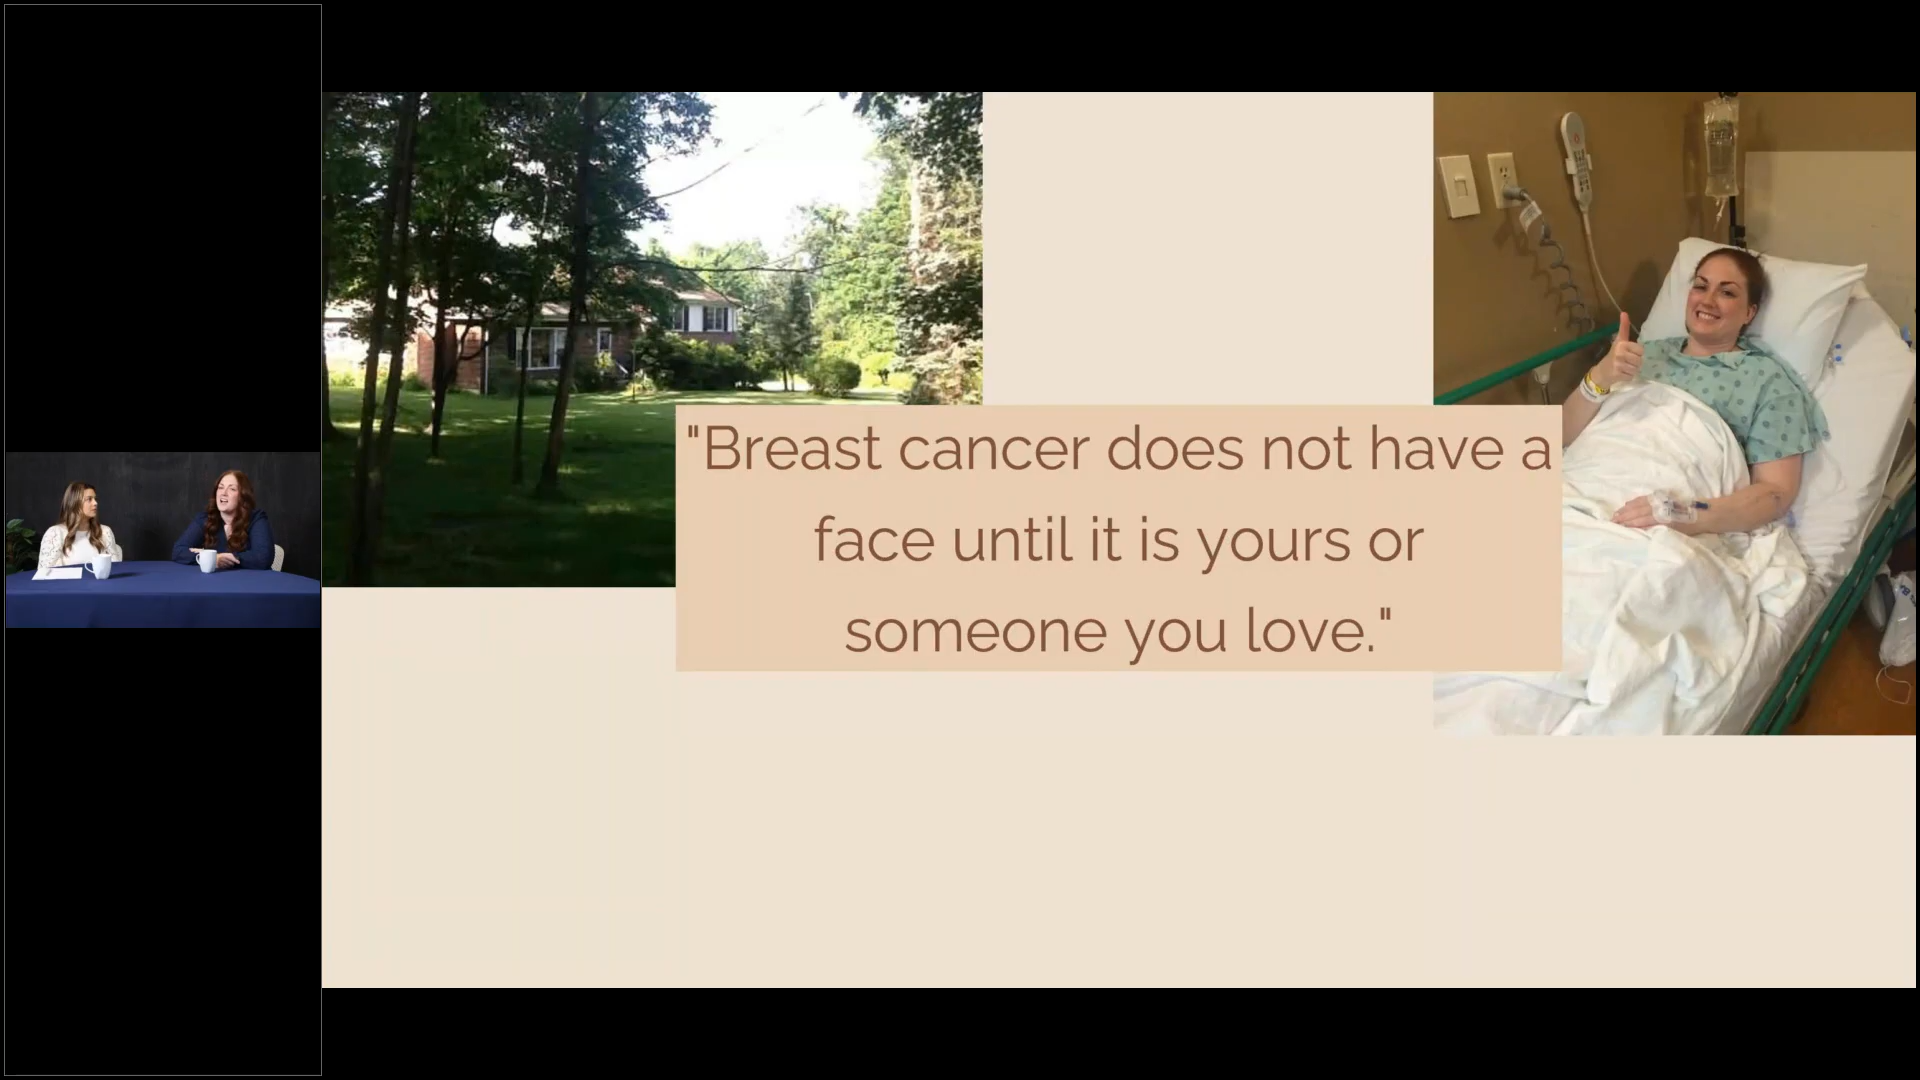 "Breast cancer does not have a
face until it is yours or
someone you love."